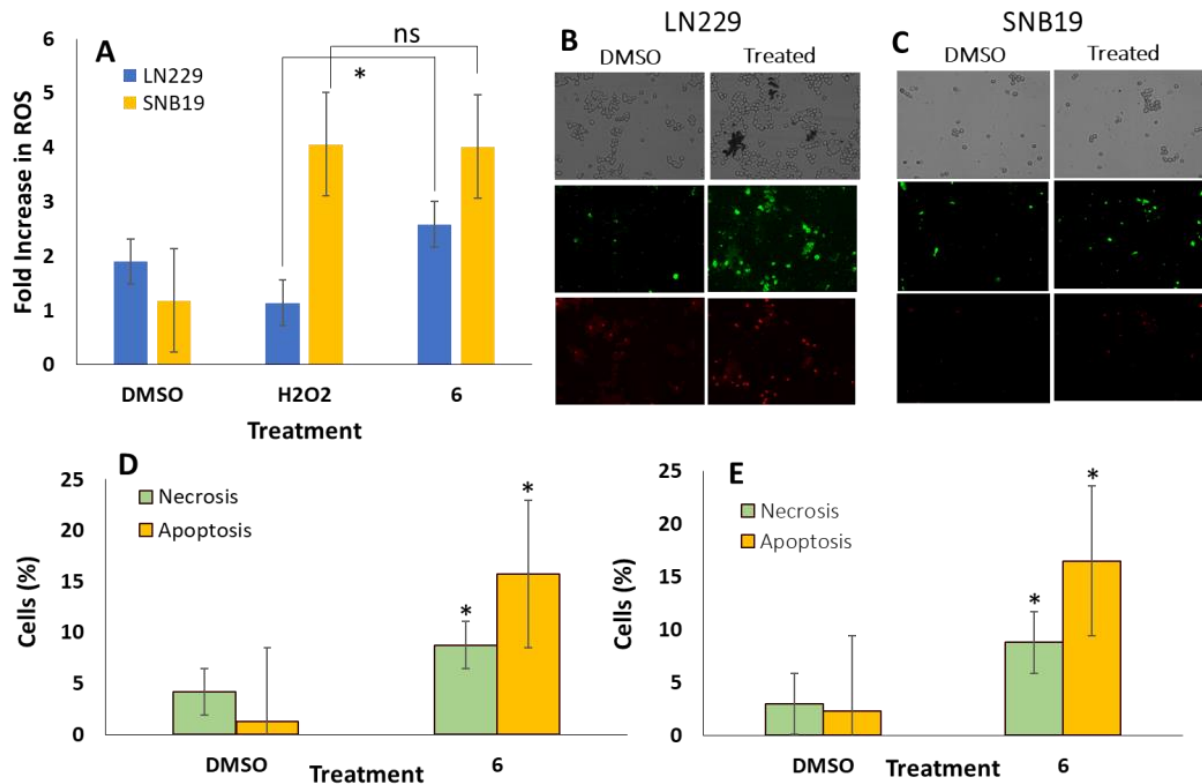 A
LN229
SNB19
ns
*
6
5
4
3
2
1
0
Fold Increase in ROS
DMSO
H2O2
6
Treatment
LN229
B
DMSO
Treated
SNB19
C
DMSO
Treated
D
Necrosis
Apoptosis
*
*
25
20
15
10
5
0
Cells (%)
DMSO
6
Treatment
E
Necrosis
Apoptosis
*
*
25
20
15
10
5
0
Cells (%)
DMSO
6
Treatment